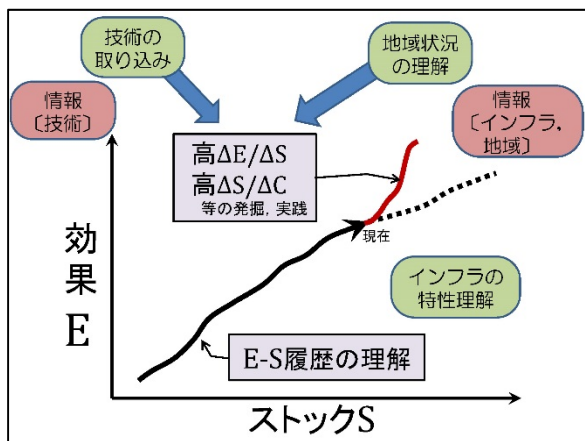 技術の
取り込み
地域状況
の理解
情報
〔技術〕
情報
〔インフラ,
地域〕
高ΔE/ΔS
高ΔS/ΔC
等の発掘, 実践
現在
効果
E
インフラの
特性理解
E-S履歴の理解
ストックS